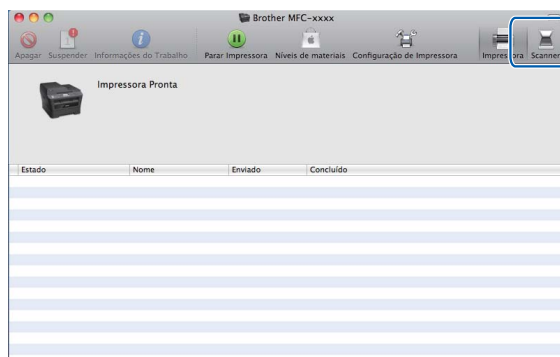 Brother MFC-xxxx
Apagar Suspender Informações do Trabalho Parar Impressora Níveis de materiais Configuração de Impressora Impressora Scanner
Impressora Pronta
Estado Nome Enviado Concluído